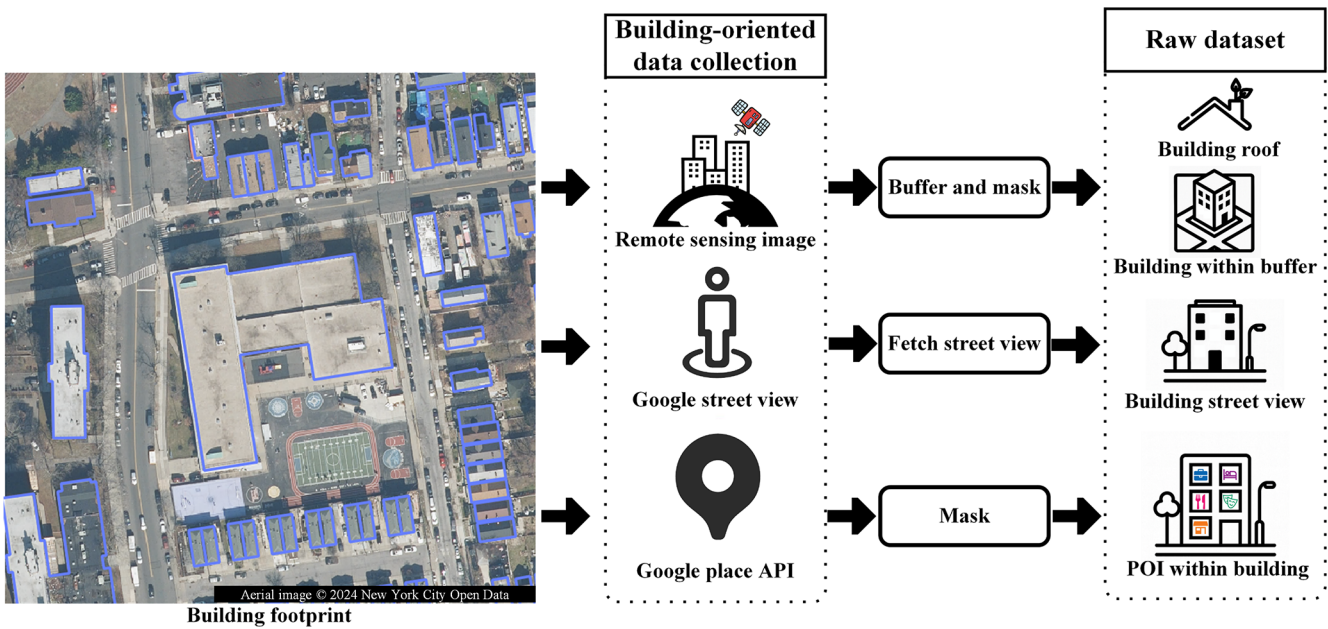 Building-oriented
data collection
Raw dataset
Building roof
Buffer and mask
Remote sensing image
Building within buffer
Fetch street view
Google street view
Building street view
Mask
Google place API
POI within building
Aerial image © 2024 New York City Open Data
Building footprint